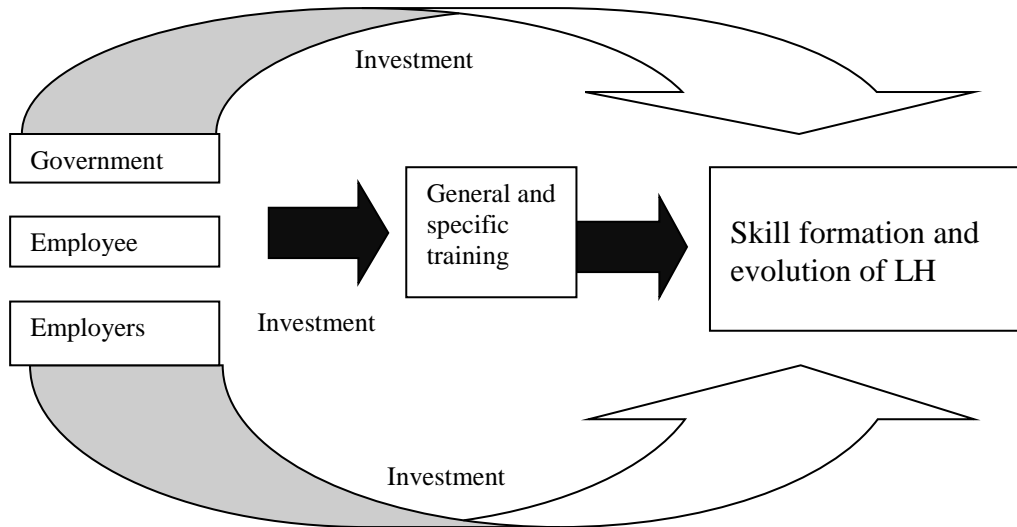 Investment
Government
Employee
Employers
Investment
General and
specific
training
Skill formation and
evolution of LH
Investment